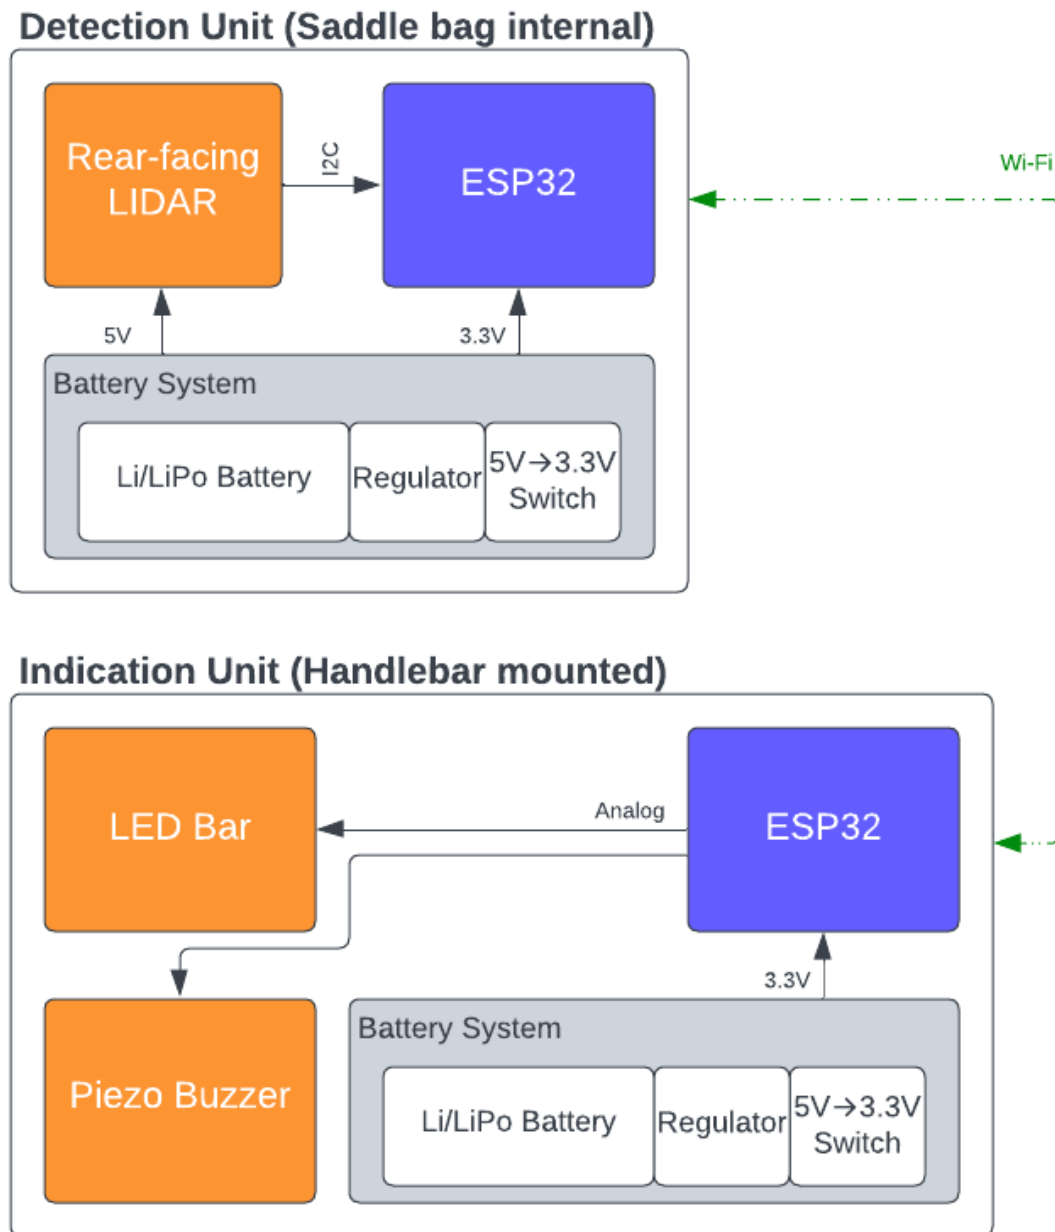 Detection Unit (Saddle bag internal)
Rear-facing
LIDAR
I2C
ESP32
Wi-Fi
5V
3.3V
Battery System
Li/LiPo Battery
Regulator
5V→3.3V
Switch
Indication Unit (Handlebar mounted)
LED Bar
Analog
ESP32
3.3V
Piezo Buzzer
Battery System
Li/LiPo Battery
Regulator
5V→3.3V
Switch